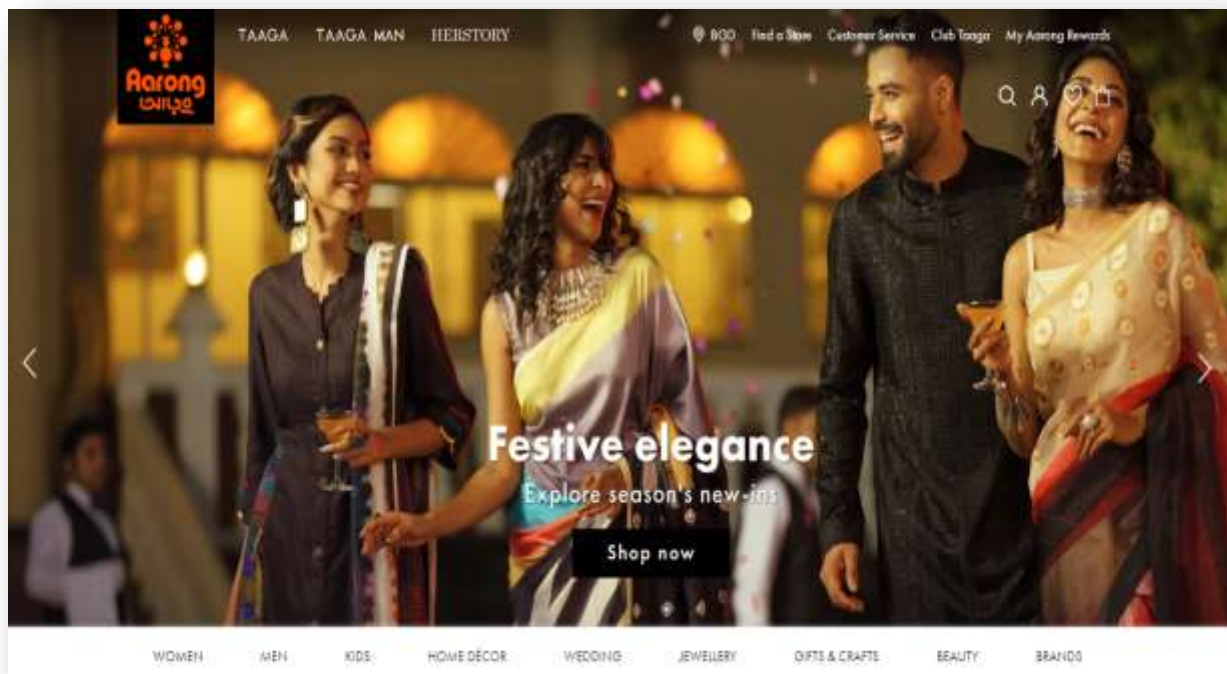 Aarong
আড়ং
TAAGA TAAGA MAN HERSTORY
BGD Find a Store Customer Service Club Taaga My Aarong Rewards
Festive elegance
Explore season's new-ins
Shop now
WOMEN MEN KIDS HOME DÉCOR WEDDING JEWELLERY GIFTS & CRAFTS BEAUTY BRANDS